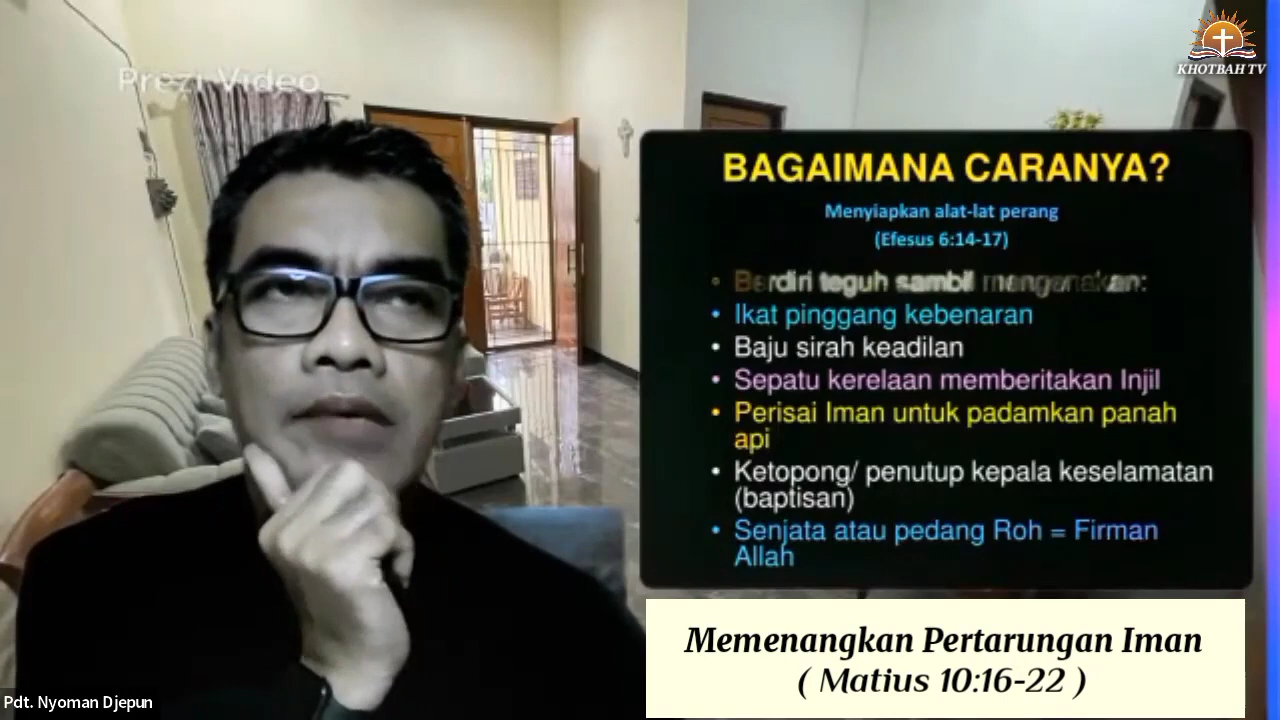 Prezi Video
KHOTBAH TV
BAGAIMANA CARANYA?
Menyiapkan alat-lat perang
(Efesus 6:14-17)
• Berdiri teguh sambil mengenakan:
• Ikat pinggang kebenaran
• Baju sirah keadilan
• Sepatu kerelaan memberitakan Injil
• Perisai Iman untuk padamkan panah
api
• Ketopong/ penutup kepala keselamatan
(baptisan)
• Senjata atau pedang Roh = Firman
Allah
Memenangkan Pertarungan Iman
( Matius 10:16-22 )
Pdt. Nyoman Djepun